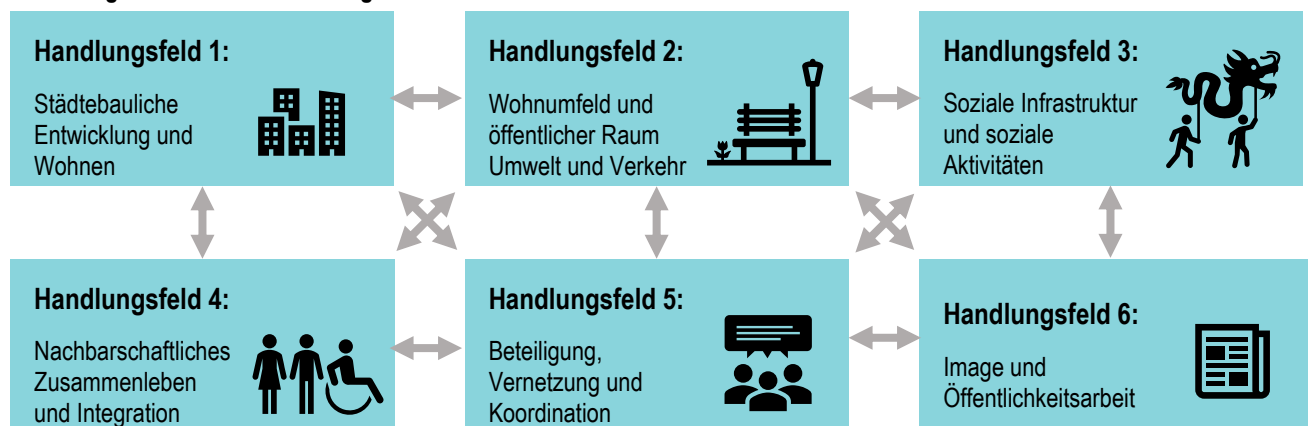 Handlungsfeld 1:
Städtebauliche
Entwicklung und
Wohnen
Handlungsfeld 2:
Wohnumfeld und
öffentlicher Raum
Umwelt und Verkehr
Handlungsfeld 3:
Soziale Infrastruktur
und soziale
Aktivitäten
Handlungsfeld 4:
Nachbarschaftliches
Zusammenleben
und Integration
Handlungsfeld 5:
Beteiligung,
Vernetzung und
Koordination
Handlungsfeld 6:
Image und
Öffentlichkeitsarbeit